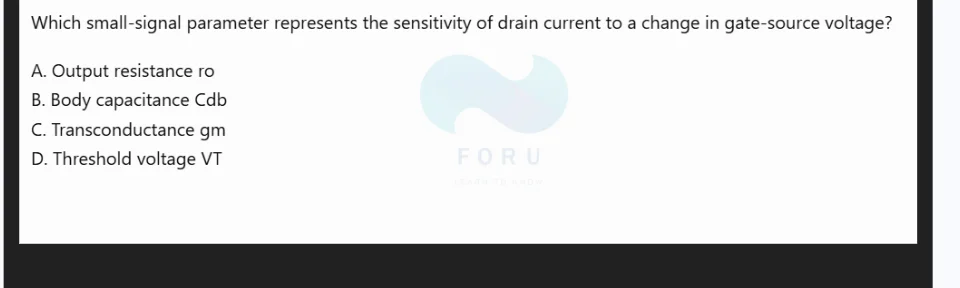 Which small-signal parameter represents the sensitivity of drain current to a change in gate-source voltage?
A. Output resistance ro
B. Body capacitance Cdb
C. Transconductance gm
D. Threshold voltage VT
FORU